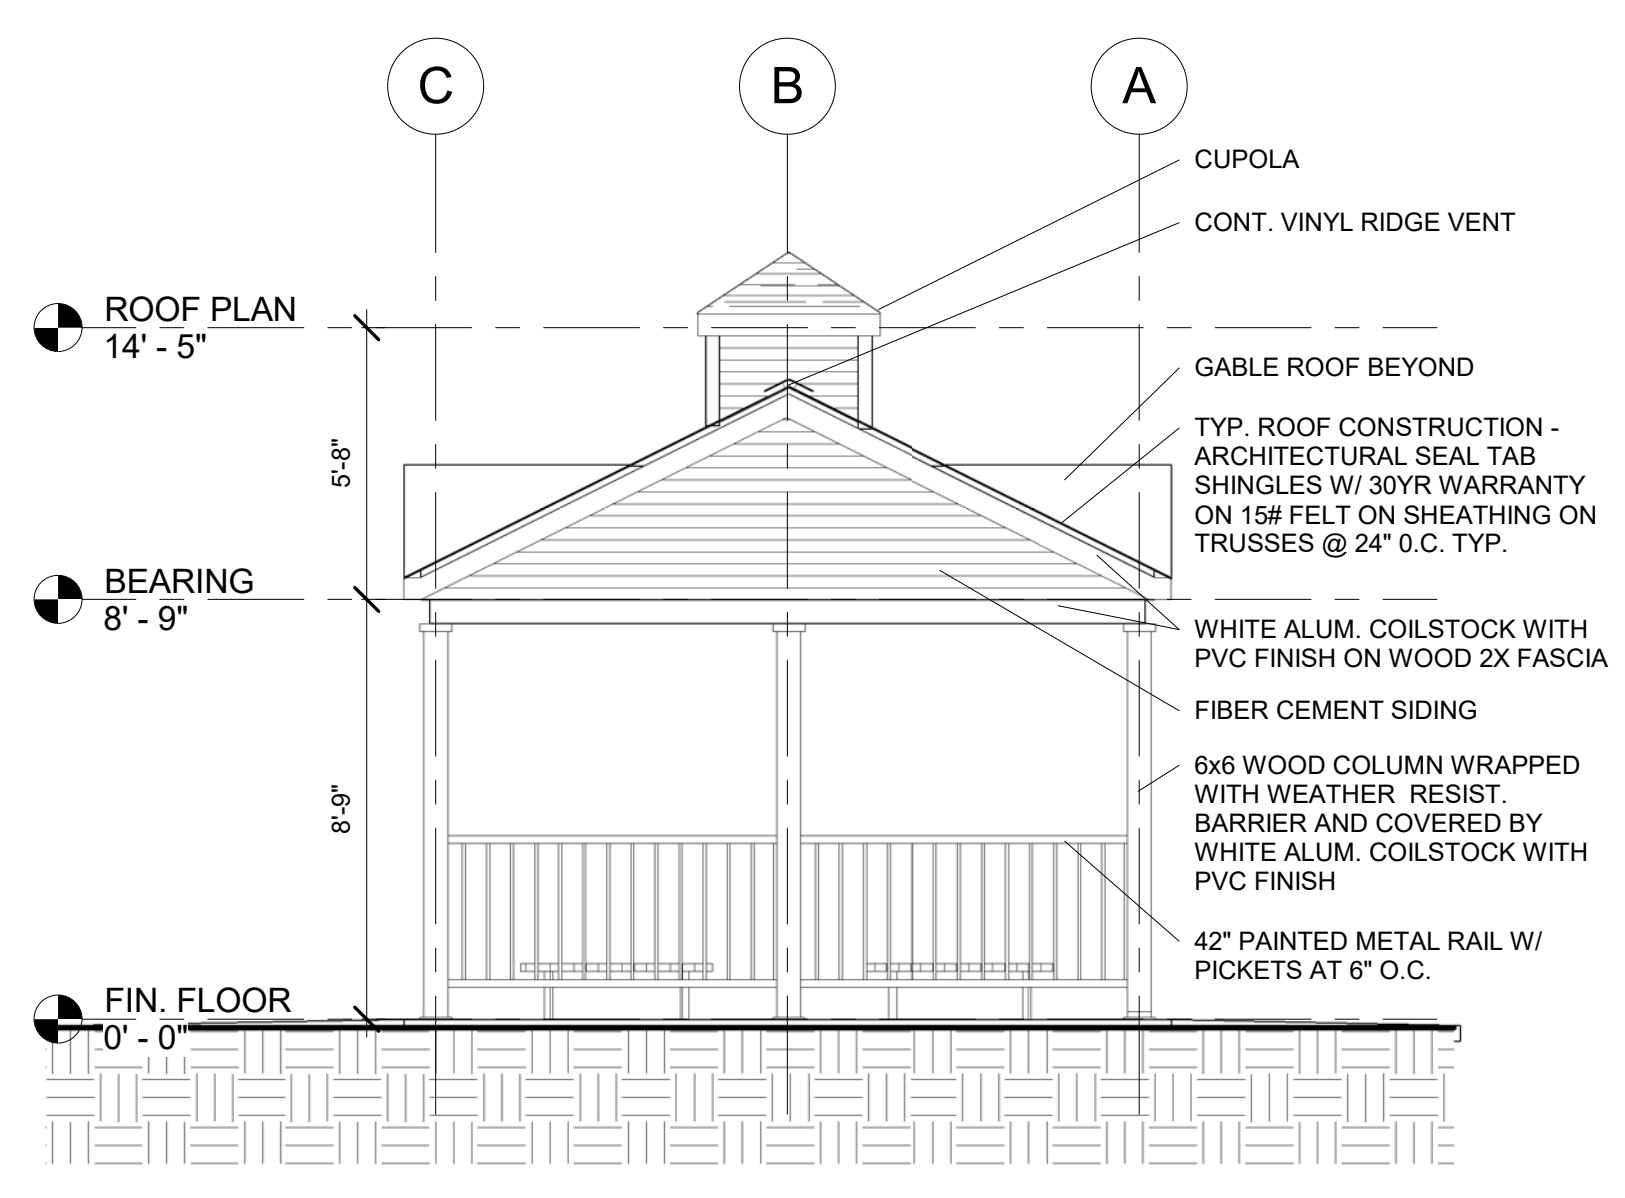 C
B
A
CUPOLA
CONT. VINYL RIDGE VENT
ROOF PLAN
14' - 5"
GABLE ROOF BEYOND
TYP. ROOF CONSTRUCTION -
ARCHITECTURAL SEAL TAB
SHINGLES W/ 30YR WARRANTY
ON 15# FELT ON SHEATHING ON
TRUSSES @ 24" 0.C. TYP.
5'-8"
BEARING
8' - 9"
WHITE ALUM. COILSTOCK WITH
PVC FINISH ON WOOD 2X FASCIA
FIBER CEMENT SIDING
6x6 WOOD COLUMN WRAPPED
WITH WEATHER  RESIST.
BARRIER AND COVERED BY
WHITE ALUM. COILSTOCK WITH
PVC FINISH
8'-9"
42" PAINTED METAL RAIL W/
PICKETS AT 6" O.C.
FIN. FLOOR
0' - 0"